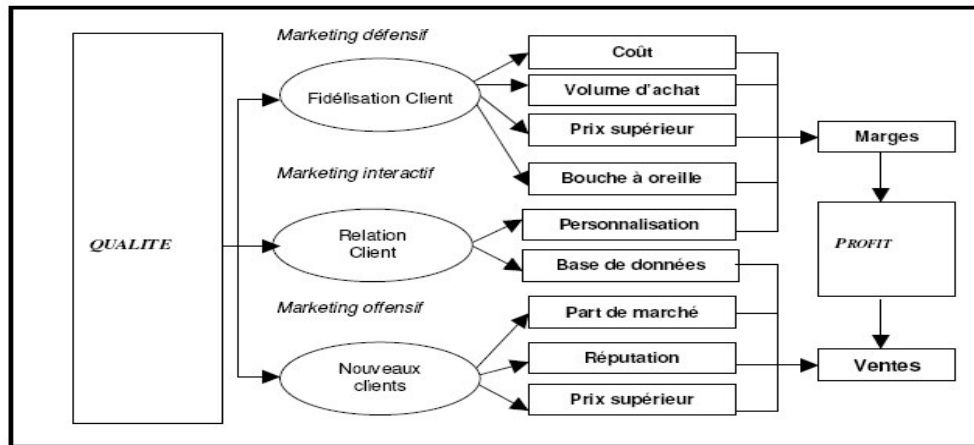 Marketing défensif
Coût
Fidélisation Client
Volume d'achat
Prix supérieur
Marges
Marketing interactif
Bouche à oreille
QUALITE
Relation
Client
Personnalisation
PROFIT
Base de données
Marketing offensif
Part de marché
Nouveaux
clients
Réputation
Ventes
Prix supérieur